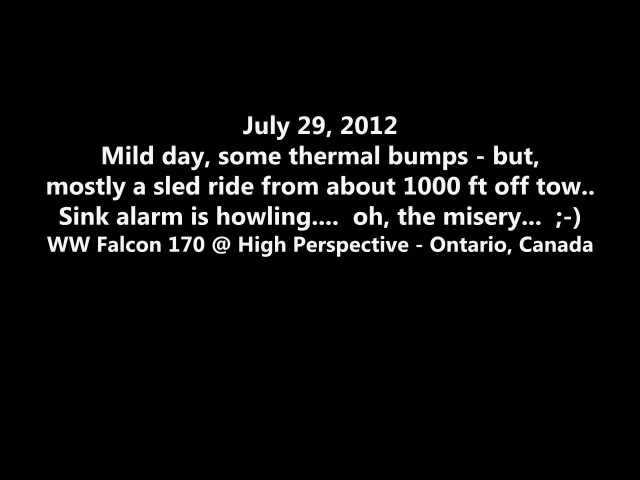 July 29, 2012
Mild day, some thermal bumps - but,
mostly a sled ride from about 1000 ft off tow..
Sink alarm is howling....  oh, the misery...  ;-)
WW Falcon 170 @ High Perspective - Ontario, Canada